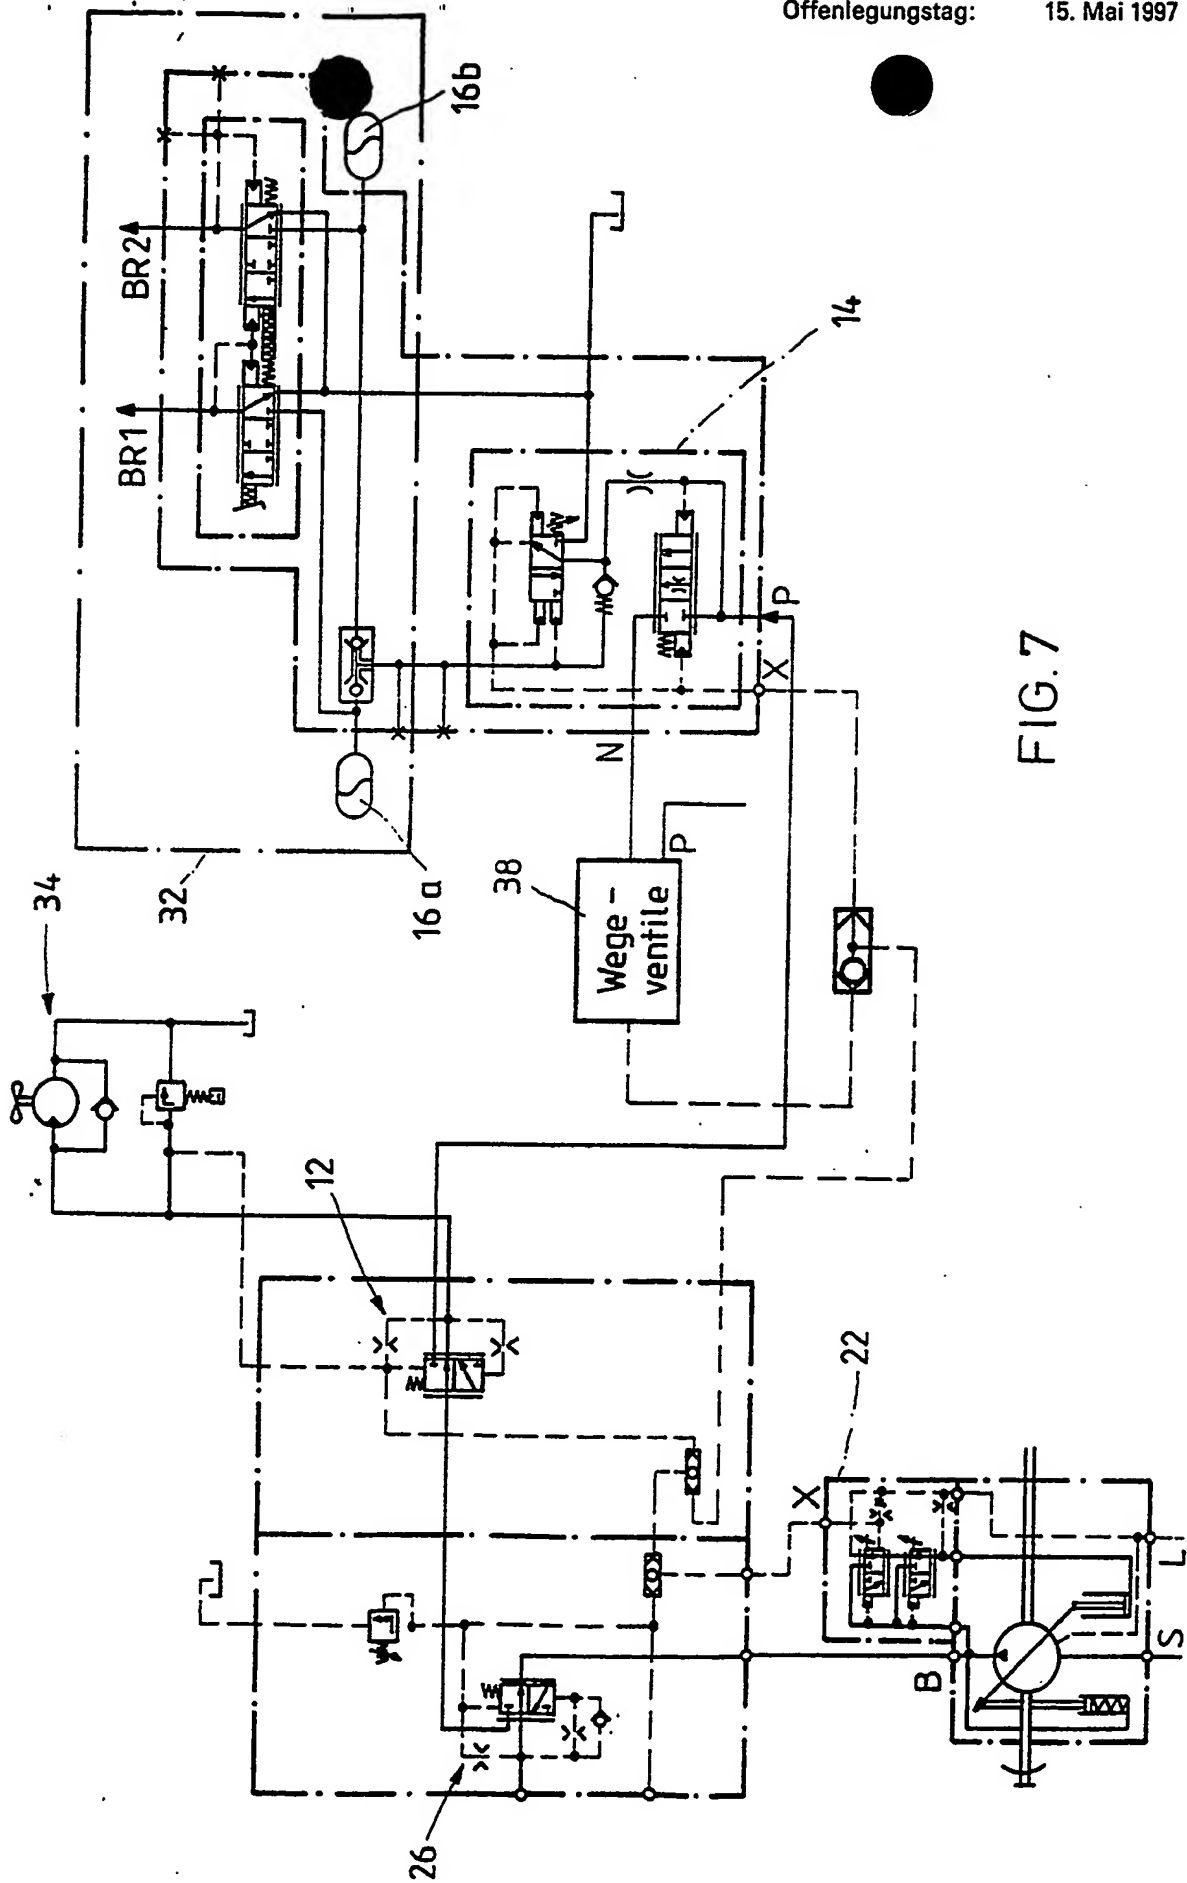 Offenlegungstag: 15. Mai 1997
BR1
BR2
16b
14
16a
32
34
38
Wege-
ventile
P
N
X
P
12
26
22
X
B
S
L
FIG. 7